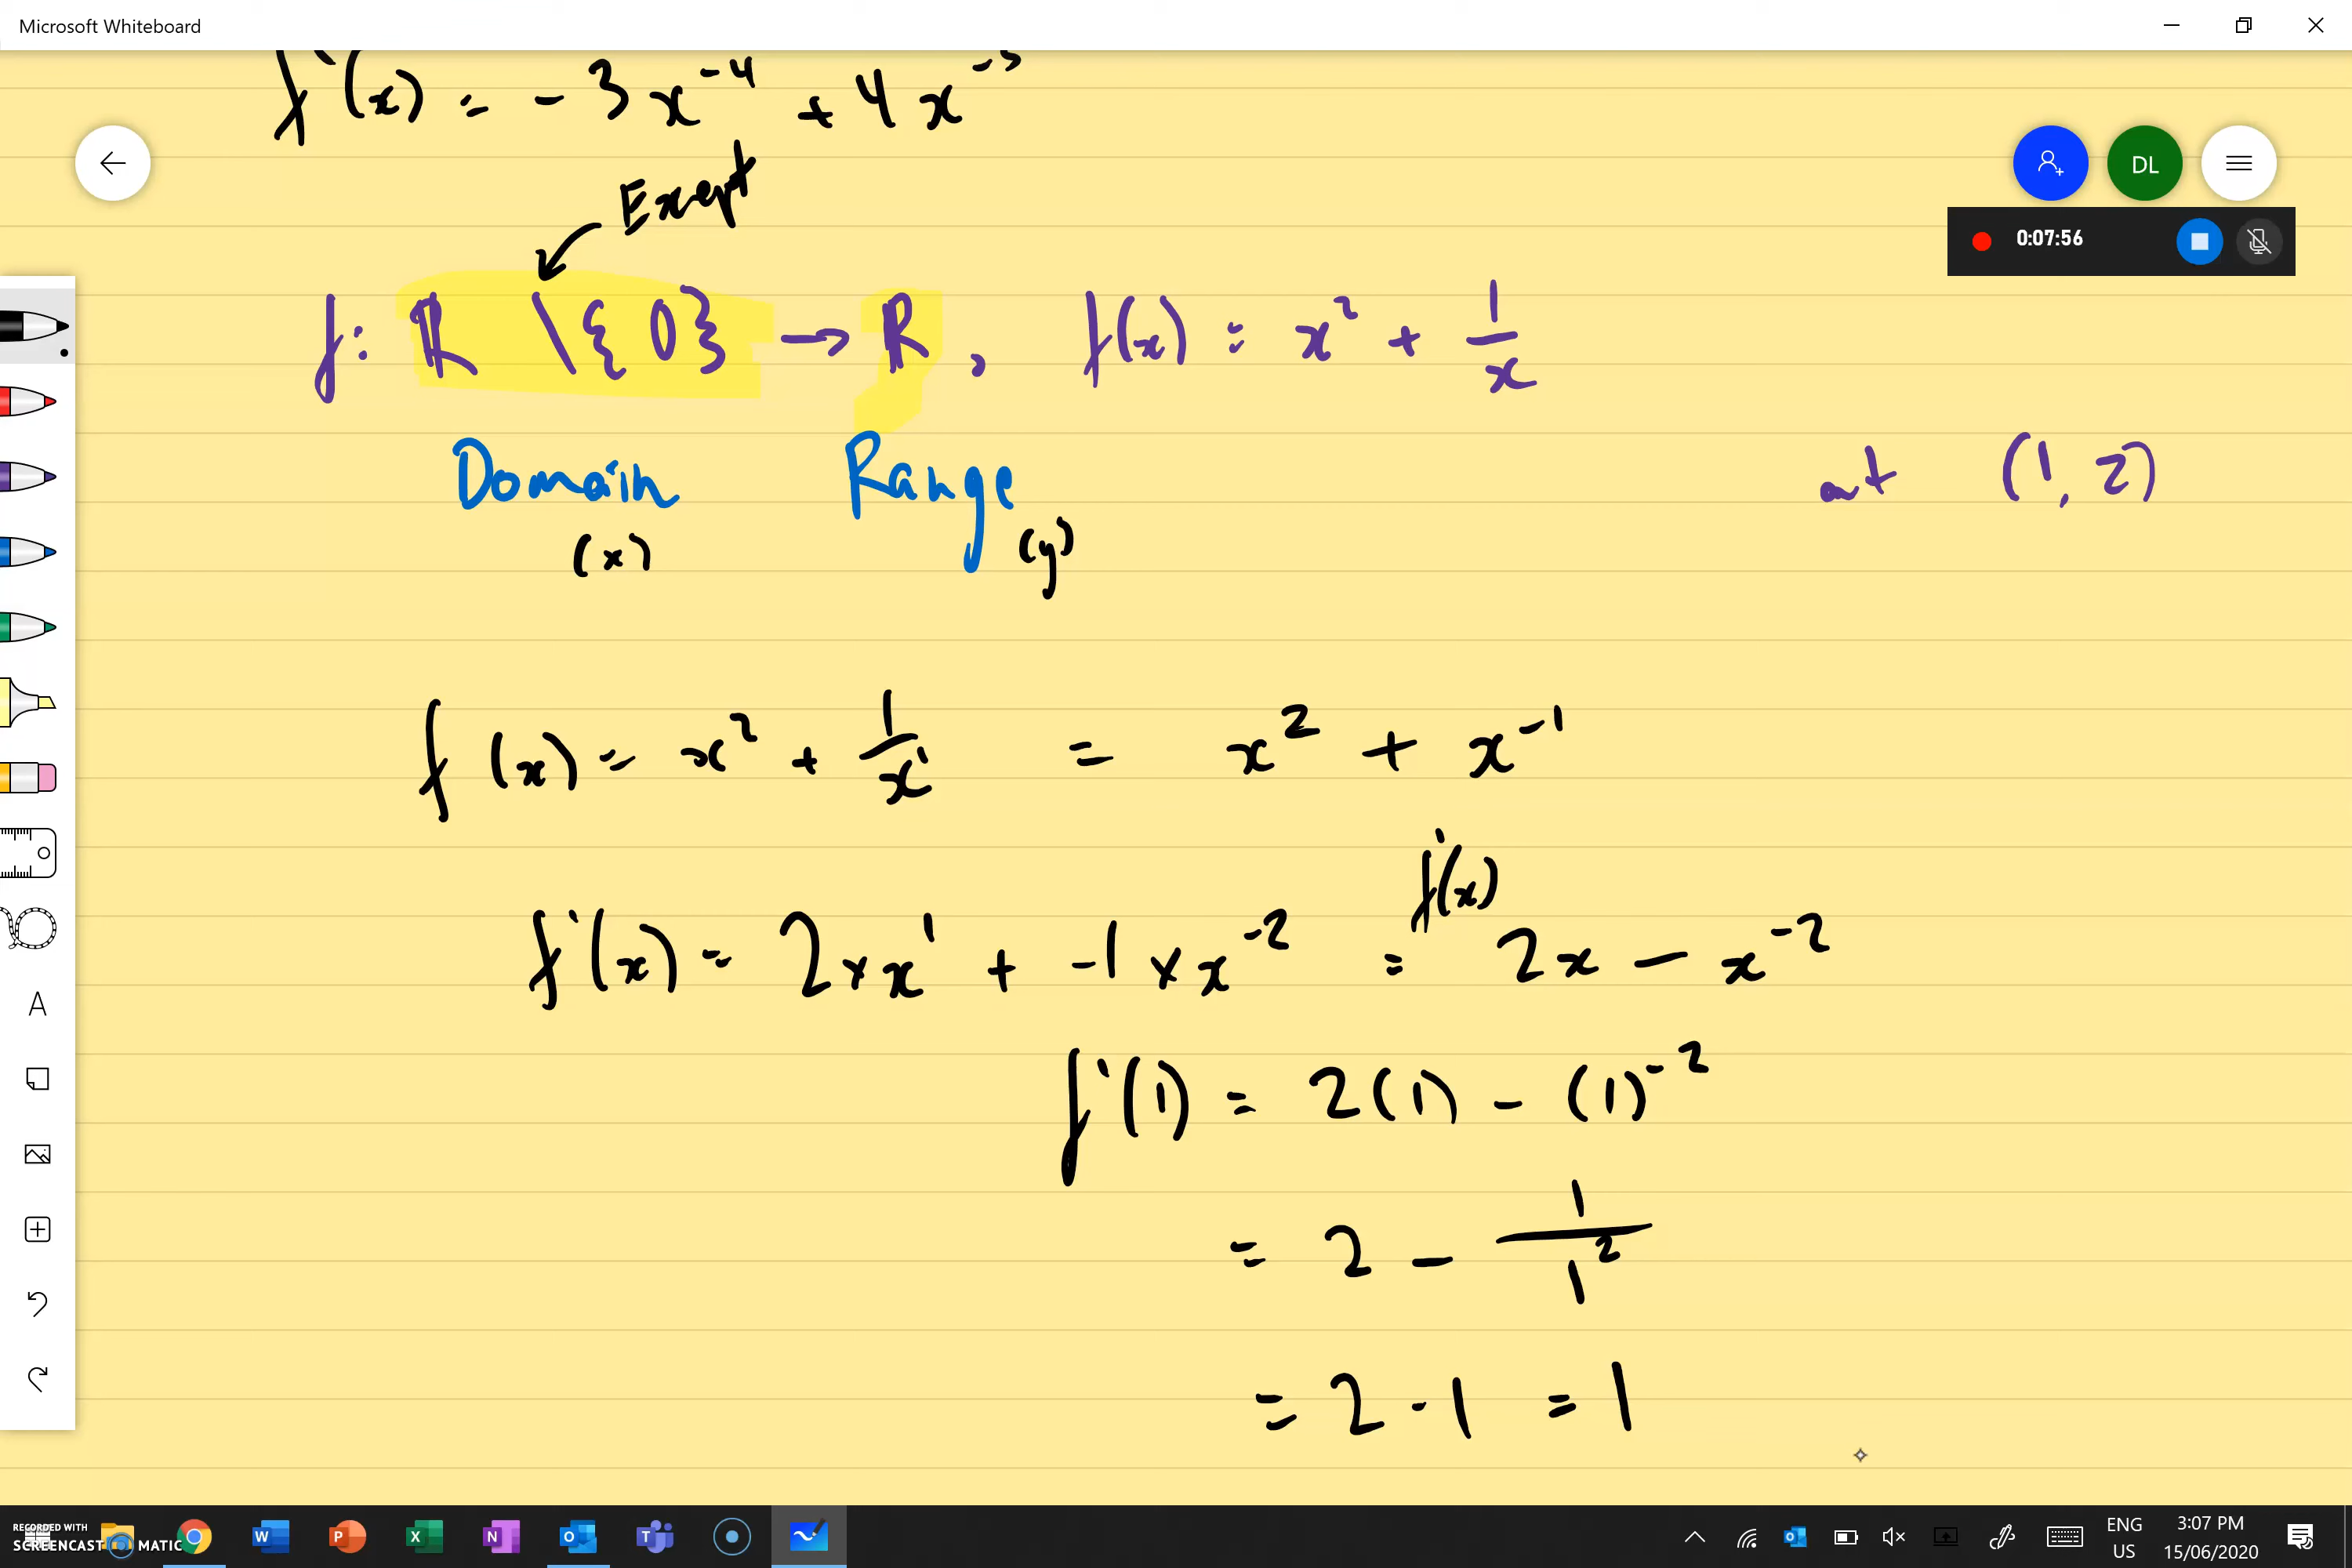 Microsoft Whiteboard
f'(x) = -3x⁻⁴ + 4x
Except
DL
0:07:56
f: R \{0} → R, f(x) = x² + 1/x
at (1, 2)
Domain Range
(x) (y)
f(x) = x² + 1/x¹ = x² + x⁻¹
f'(x)
f'(x) = 2×x¹ + -1×x⁻² = 2x - x⁻²
f'(1) = 2(1) - (1)⁻²
= 2 - 1/1²
= 2 - 1 = 1
A
RECORDED WITH
SCREENCAST MATIC
W P X N O T
ENG
US
3:07 PM
15/06/2020